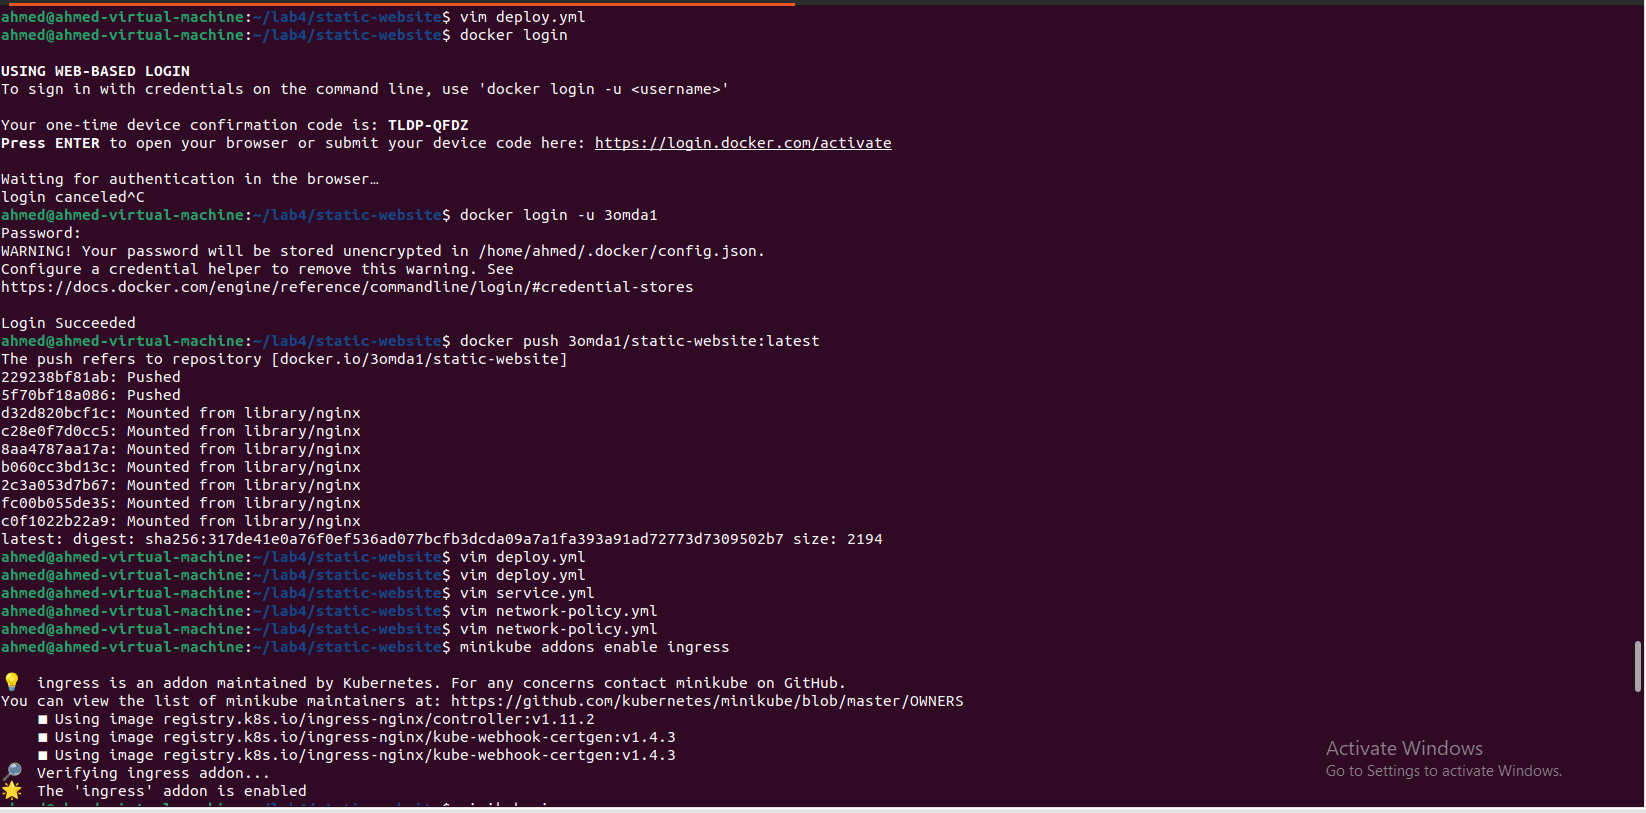 ahmed@ahmed-virtual-machine:~/lab4/static-website$ vim deploy.yml
ahmed@ahmed-virtual-machine:~/lab4/static-website$ docker login
USING WEB-BASED LOGIN
To sign in with credentials on the command line, use 'docker login -u <username>'
Your one-time device confirmation code is: TLDP-QFDZ
Press ENTER to open your browser or submit your device code here: https://login.docker.com/activate
Waiting for authentication in the browser…
login canceled^C
ahmed@ahmed-virtual-machine:~/lab4/static-website$ docker login -u 3omda1
Password:
WARNING! Your password will be stored unencrypted in /home/ahmed/.docker/config.json.
Configure a credential helper to remove this warning. See
https://docs.docker.com/engine/reference/commandline/login/#credential-stores
Login Succeeded
ahmed@ahmed-virtual-machine:~/lab4/static-website$ docker push 3omda1/static-website:latest
The push refers to repository [docker.io/3omda1/static-website]
229238bf81ab: Pushed
5f70bf18a086: Pushed
d32d820bcf1c: Mounted from library/nginx
c28e0f7d0cc5: Mounted from library/nginx
8aa4787aa17a: Mounted from library/nginx
b060cc3bd13c: Mounted from library/nginx
2c3a053d7b67: Mounted from library/nginx
fc00b055de35: Mounted from library/nginx
c0f1022b22a9: Mounted from library/nginx
latest: digest: sha256:317de41e0a76f0ef536ad077bcfb3dcda09a7a1fa393a91ad72773d7309502b7 size: 2194
ahmed@ahmed-virtual-machine:~/lab4/static-website$ vim deploy.yml
ahmed@ahmed-virtual-machine:~/lab4/static-website$ vim deploy.yml
ahmed@ahmed-virtual-machine:~/lab4/static-website$ vim service.yml
ahmed@ahmed-virtual-machine:~/lab4/static-website$ vim network-policy.yml
ahmed@ahmed-virtual-machine:~/lab4/static-website$ vim network-policy.yml
ahmed@ahmed-virtual-machine:~/lab4/static-website$ minikube addons enable ingress
💡 ingress is an addon maintained by Kubernetes. For any concerns contact minikube on GitHub.
You can view the list of minikube maintainers at: https://github.com/kubernetes/minikube/blob/master/OWNERS
■ Using image registry.k8s.io/ingress-nginx/controller:v1.11.2
■ Using image registry.k8s.io/ingress-nginx/kube-webhook-certgen:v1.4.3
■ Using image registry.k8s.io/ingress-nginx/kube-webhook-certgen:v1.4.3
🔎 Verifying ingress addon...
🌟 The 'ingress' addon is enabled
Activate Windows
Go to Settings to activate Windows.